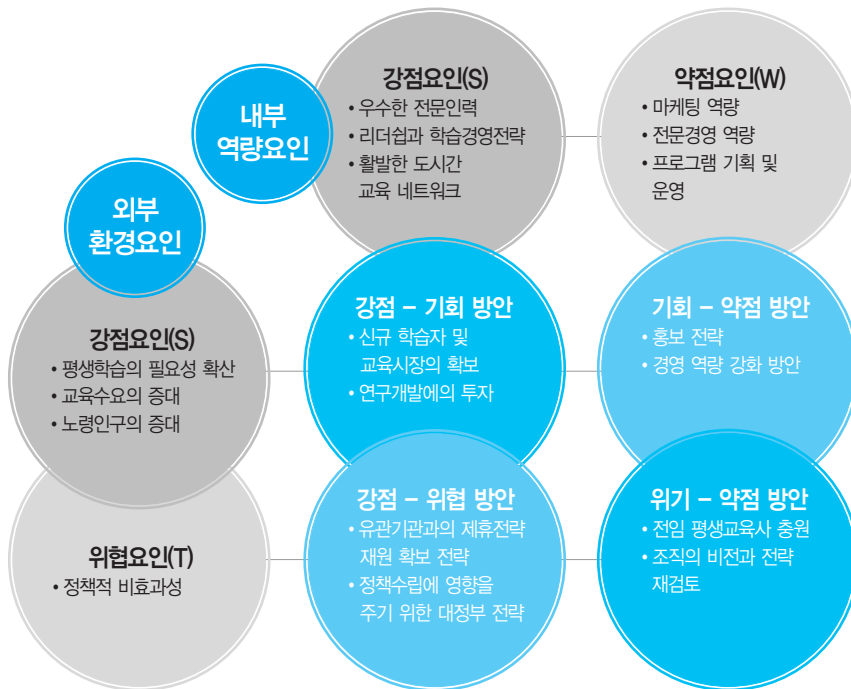 내부
역량요인
강점요인(S)
• 우수한 전문인력
• 리더쉽과 학습경영전략
• 활발한 도시간
교육 네트워크
약점요인(W)
• 마케팅 역량
• 전문경영 역량
• 프로그램 기획 및
운영
외부
환경요인
강점요인(S)
• 평생학습의 필요성 확산
• 교육수요의 증대
• 노령인구의 증대
강점 – 기회 방안
• 신규 학습자 및
교육시장의 확보
• 연구개발에의 투자
기회 – 약점 방안
• 홍보 전략
• 경영 역량 강화 방안
위협요인(T)
• 정책적 비효과성
강점 – 위협 방안
• 유관기관과의 제휴전략
재원 확보 전략
• 정책수립에 영향을
주기 위한 대정부 전략
위기 – 약점 방안
• 전임 평생교육사 충원
• 조직의 비전과 전략
재검토